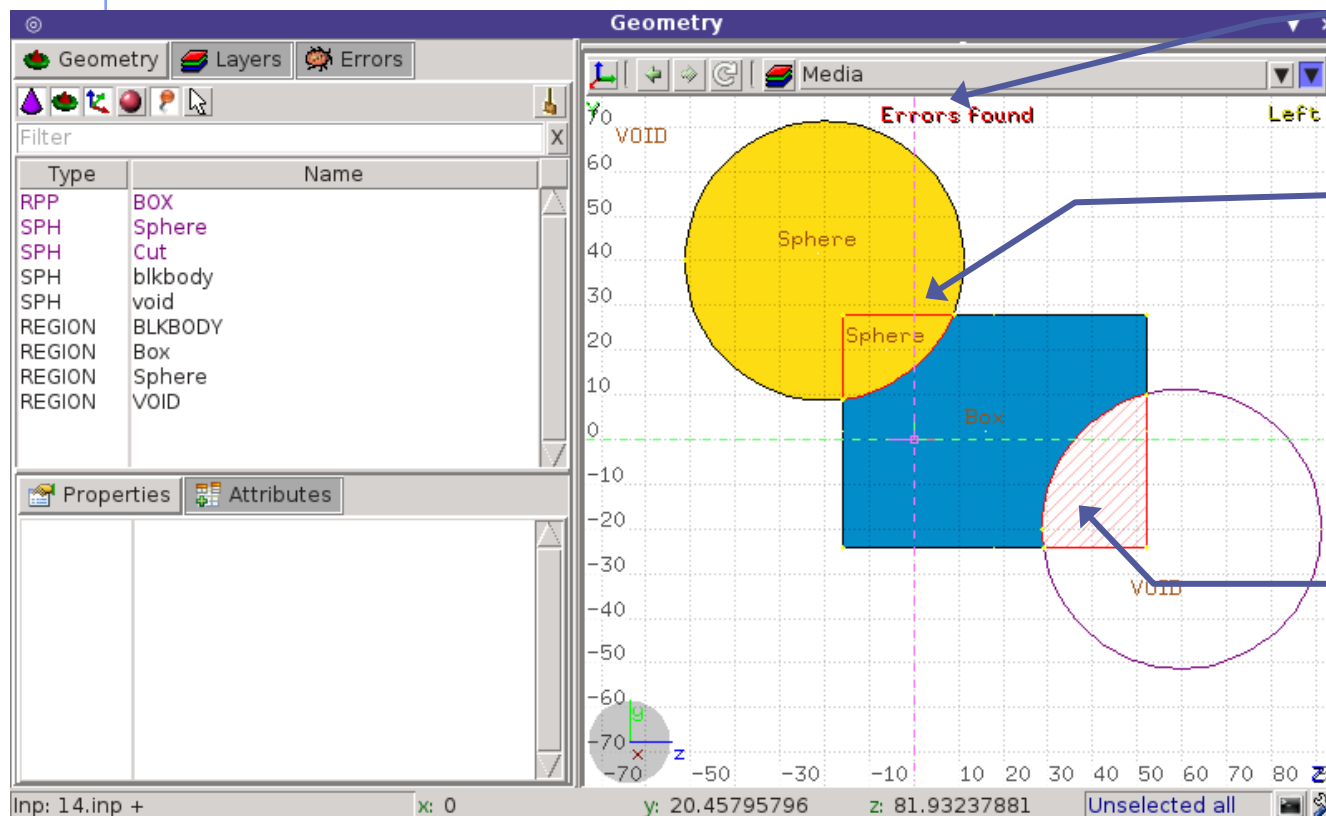 Geometry
Geometry Layers Errors
Filter X
Type Name
RPP BOX
SPH Sphere
SPH Cut
SPH blkbody
SPH void
REGION BLKBODY
REGION Box
REGION Sphere
REGION VOID
Properties Attributes
Media
Errors found
Left
Y
70
VOID
60
50
Sphere
40
30
Sphere
20
10
Box
0
-10
-20
-30
VOID
-40
-50
-60
y
-70
x z
-70 -50 -30 -10 10 20 30 40 50 60 70 80 Z
Inp: 14.inp + x: 0 y: 20.45795796 z: 81.93237881 Unselected all